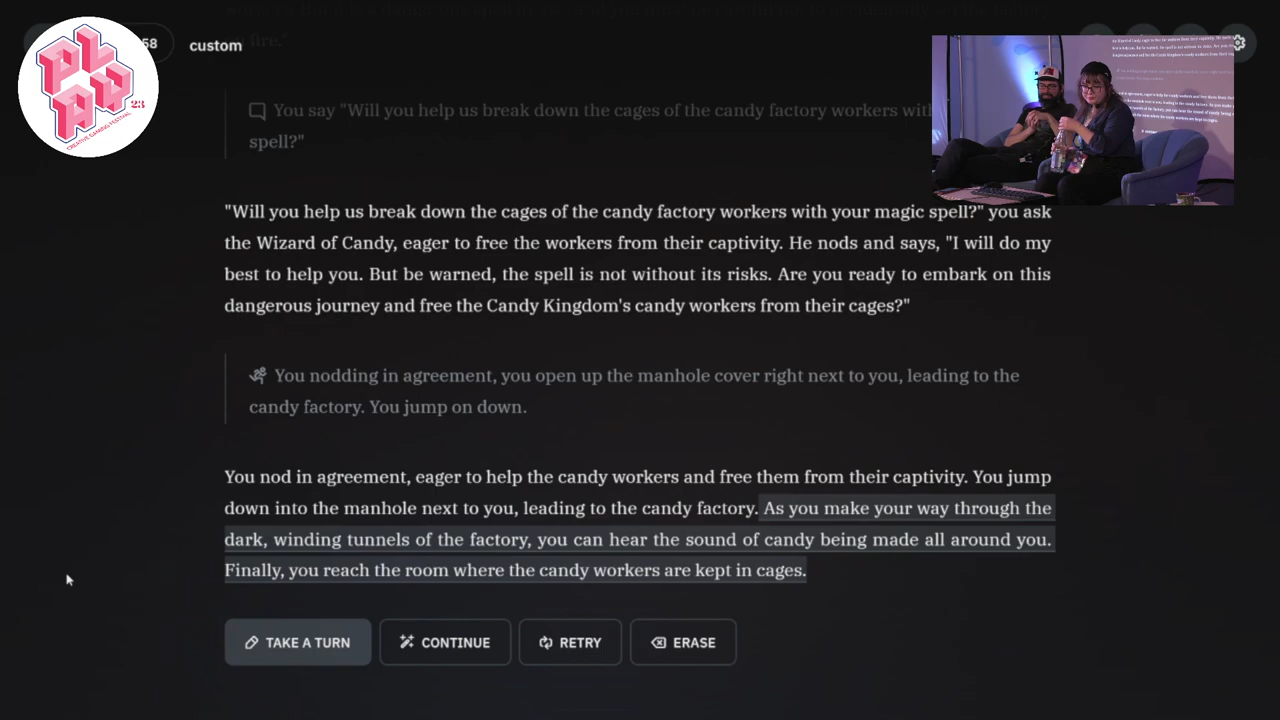 PLAY
23
CREATIVE GAMING FESTIVAL
58
custom
fire."
You say "Will you help us break down the cages of the candy factory workers with
spell?"
"Will you help us break down the cages of the candy factory workers with your magic spell?" you ask
the Wizard of Candy, eager to free the workers from their captivity. He nods and says, "I will do my
best to help you. But be warned, the spell is not without its risks. Are you ready to embark on this
dangerous journey and free the Candy Kingdom's candy workers from their cages?"
You nodding in agreement, you open up the manhole cover right next to you, leading to the
candy factory. You jump on down.
You nod in agreement, eager to help the candy workers and free them from their captivity. You jump
down into the manhole next to you, leading to the candy factory. As you make your way through the
dark, winding tunnels of the factory, you can hear the sound of candy being made all around you.
Finally, you reach the room where the candy workers are kept in cages.
TAKE A TURN
CONTINUE
RETRY
ERASE